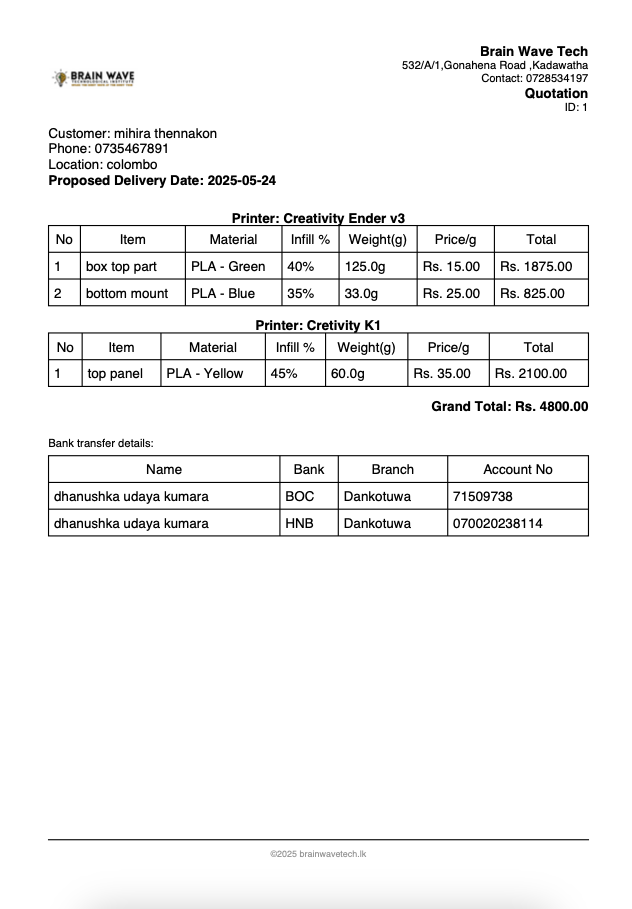 BRAIN WAVE
Brain Wave Tech
532/A/1,Gonahena Road ,Kadawatha
Contact: 0728534197
Quotation
ID: 1
Customer: mihira thennakon
Phone: 0735467891
Location: colombo
Proposed Delivery Date: 2025-05-24
Printer: Creativity Ender v3
No Item Material Infill % Weight(g) Price/g Total
1 box top part PLA - Green 40% 125.0g Rs. 15.00 Rs. 1875.00
2 bottom mount PLA - Blue 35% 33.0g Rs. 25.00 Rs. 825.00
Printer: Cretivity K1
No Item Material Infill % Weight(g) Price/g Total
1 top panel PLA - Yellow 45% 60.0g Rs. 35.00 Rs. 2100.00
Grand Total: Rs. 4800.00
Bank transfer details:
Name Bank Branch Account No
dhanushka udaya kumara BOC Dankotuwa 71509738
dhanushka udaya kumara HNB Dankotuwa 070020238114
©2025 brainwavetech.lk